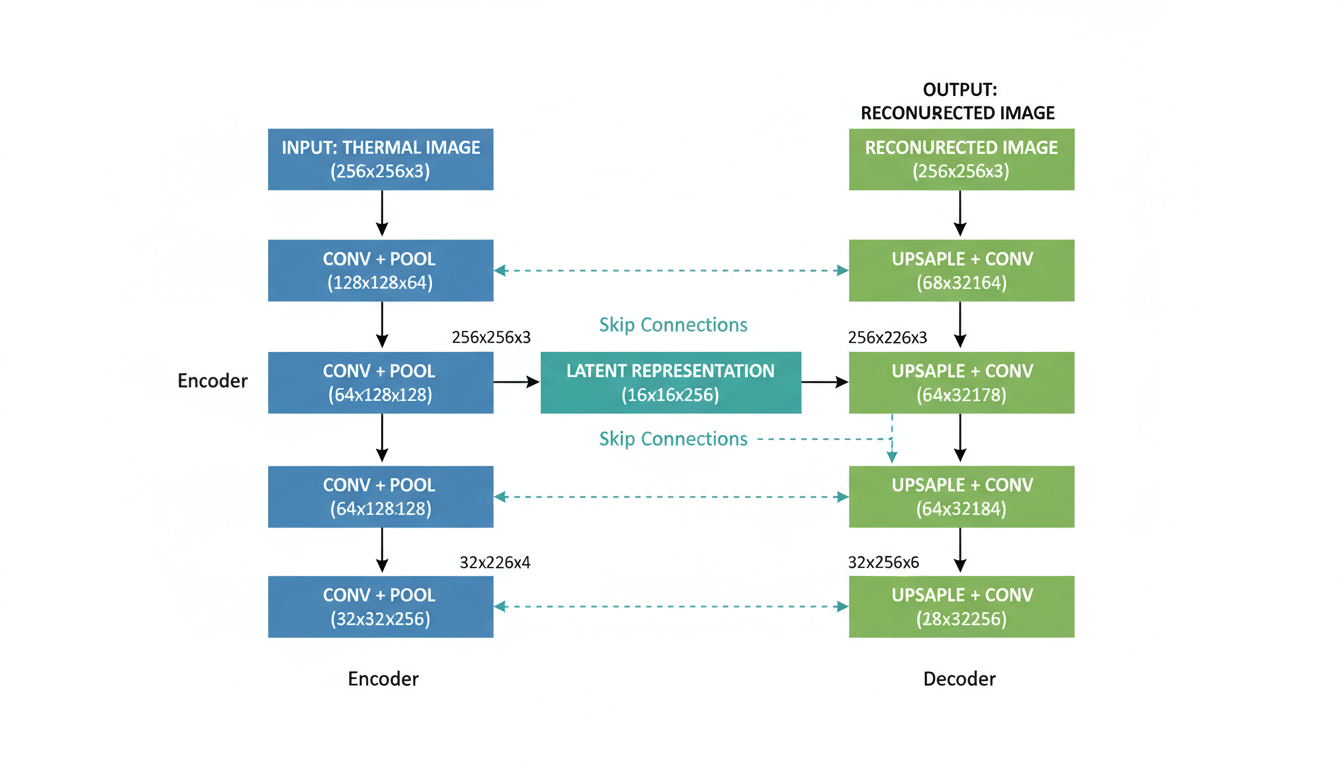 OUTPUT:
RECONURECTED IMAGE
INPUT: THERMAL IMAGE
(256x256x3)
RECONURECTED IMAGE
(256x256x3)
CONV + POOL
(128x128x64)
UPSAPLE + CONV
(68x32164)
Skip Connections
256x256x3
256x226x3
Encoder
CONV + POOL
(64x128x128)
LATENT REPRESENTATION
(16x16x256)
UPSAPLE + CONV
(64x32178)
Skip Connections
CONV + POOL
(64x128:128)
UPSAPLE + CONV
(64x32184)
32x226x4
32x256x6
CONV + POOL
(32x32x256)
UPSAPLE + CONV
(28x32256)
Encoder
Decoder